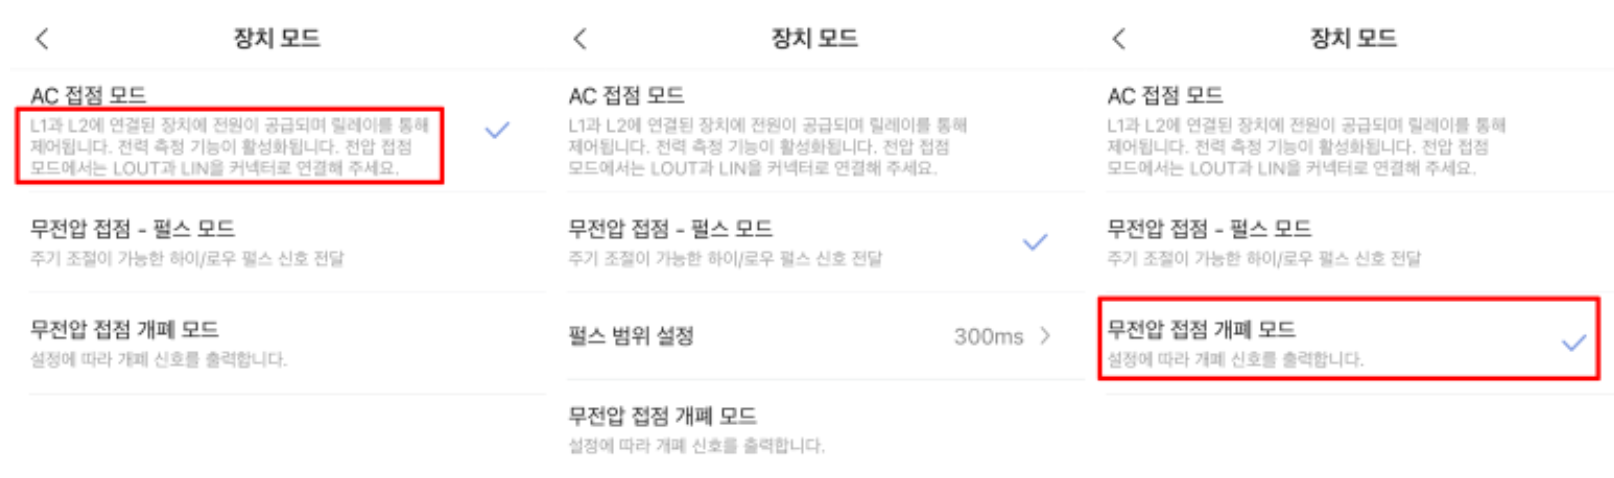 장치 모드
AC 접점 모드
L1과 L2에 연결된 장치에 전원이 공급되며 릴레이를 통해
제어됩니다. 전력 측정 기능이 활성화됩니다. 전압 접점
모드에서는 LOUT과 LIN을 커넥터로 연결해 주세요.
무전압 접점 - 펄스 모드
주기 조절이 가능한 하이/로우 펄스 신호 전달
무전압 접점 개폐 모드
설정에 따라 개폐 신호를 출력합니다.
장치 모드
AC 접점 모드
L1과 L2에 연결된 장치에 전원이 공급되며 릴레이를 통해
제어됩니다. 전력 측정 기능이 활성화됩니다. 전압 접점
모드에서는 LOUT과 LIN을 커넥터로 연결해 주세요.
무전압 접점 - 펄스 모드
주기 조절이 가능한 하이/로우 펄스 신호 전달
펄스 범위 설정 300ms
무전압 접점 개폐 모드
설정에 따라 개폐 신호를 출력합니다.
장치 모드
AC 접점 모드
L1과 L2에 연결된 장치에 전원이 공급되며 릴레이를 통해
제어됩니다. 전력 측정 기능이 활성화됩니다. 전압 접점
모드에서는 LOUT과 LIN을 커넥터로 연결해 주세요.
무전압 접점 - 펄스 모드
주기 조절이 가능한 하이/로우 펄스 신호 전달
무전압 접점 개폐 모드
설정에 따라 개폐 신호를 출력합니다.